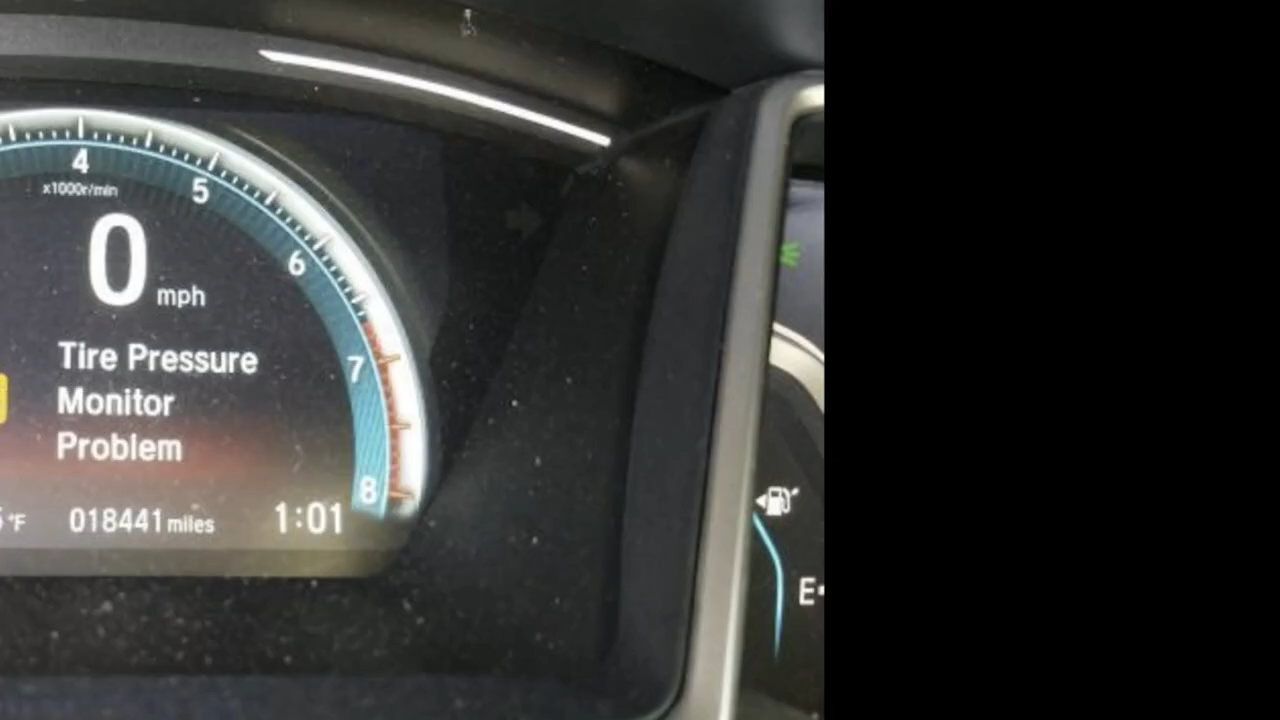 4
x1000r/min
5
0 mph
6
Tire Pressure
7
Monitor
Problem
8
°F 018441 miles 1:01
E